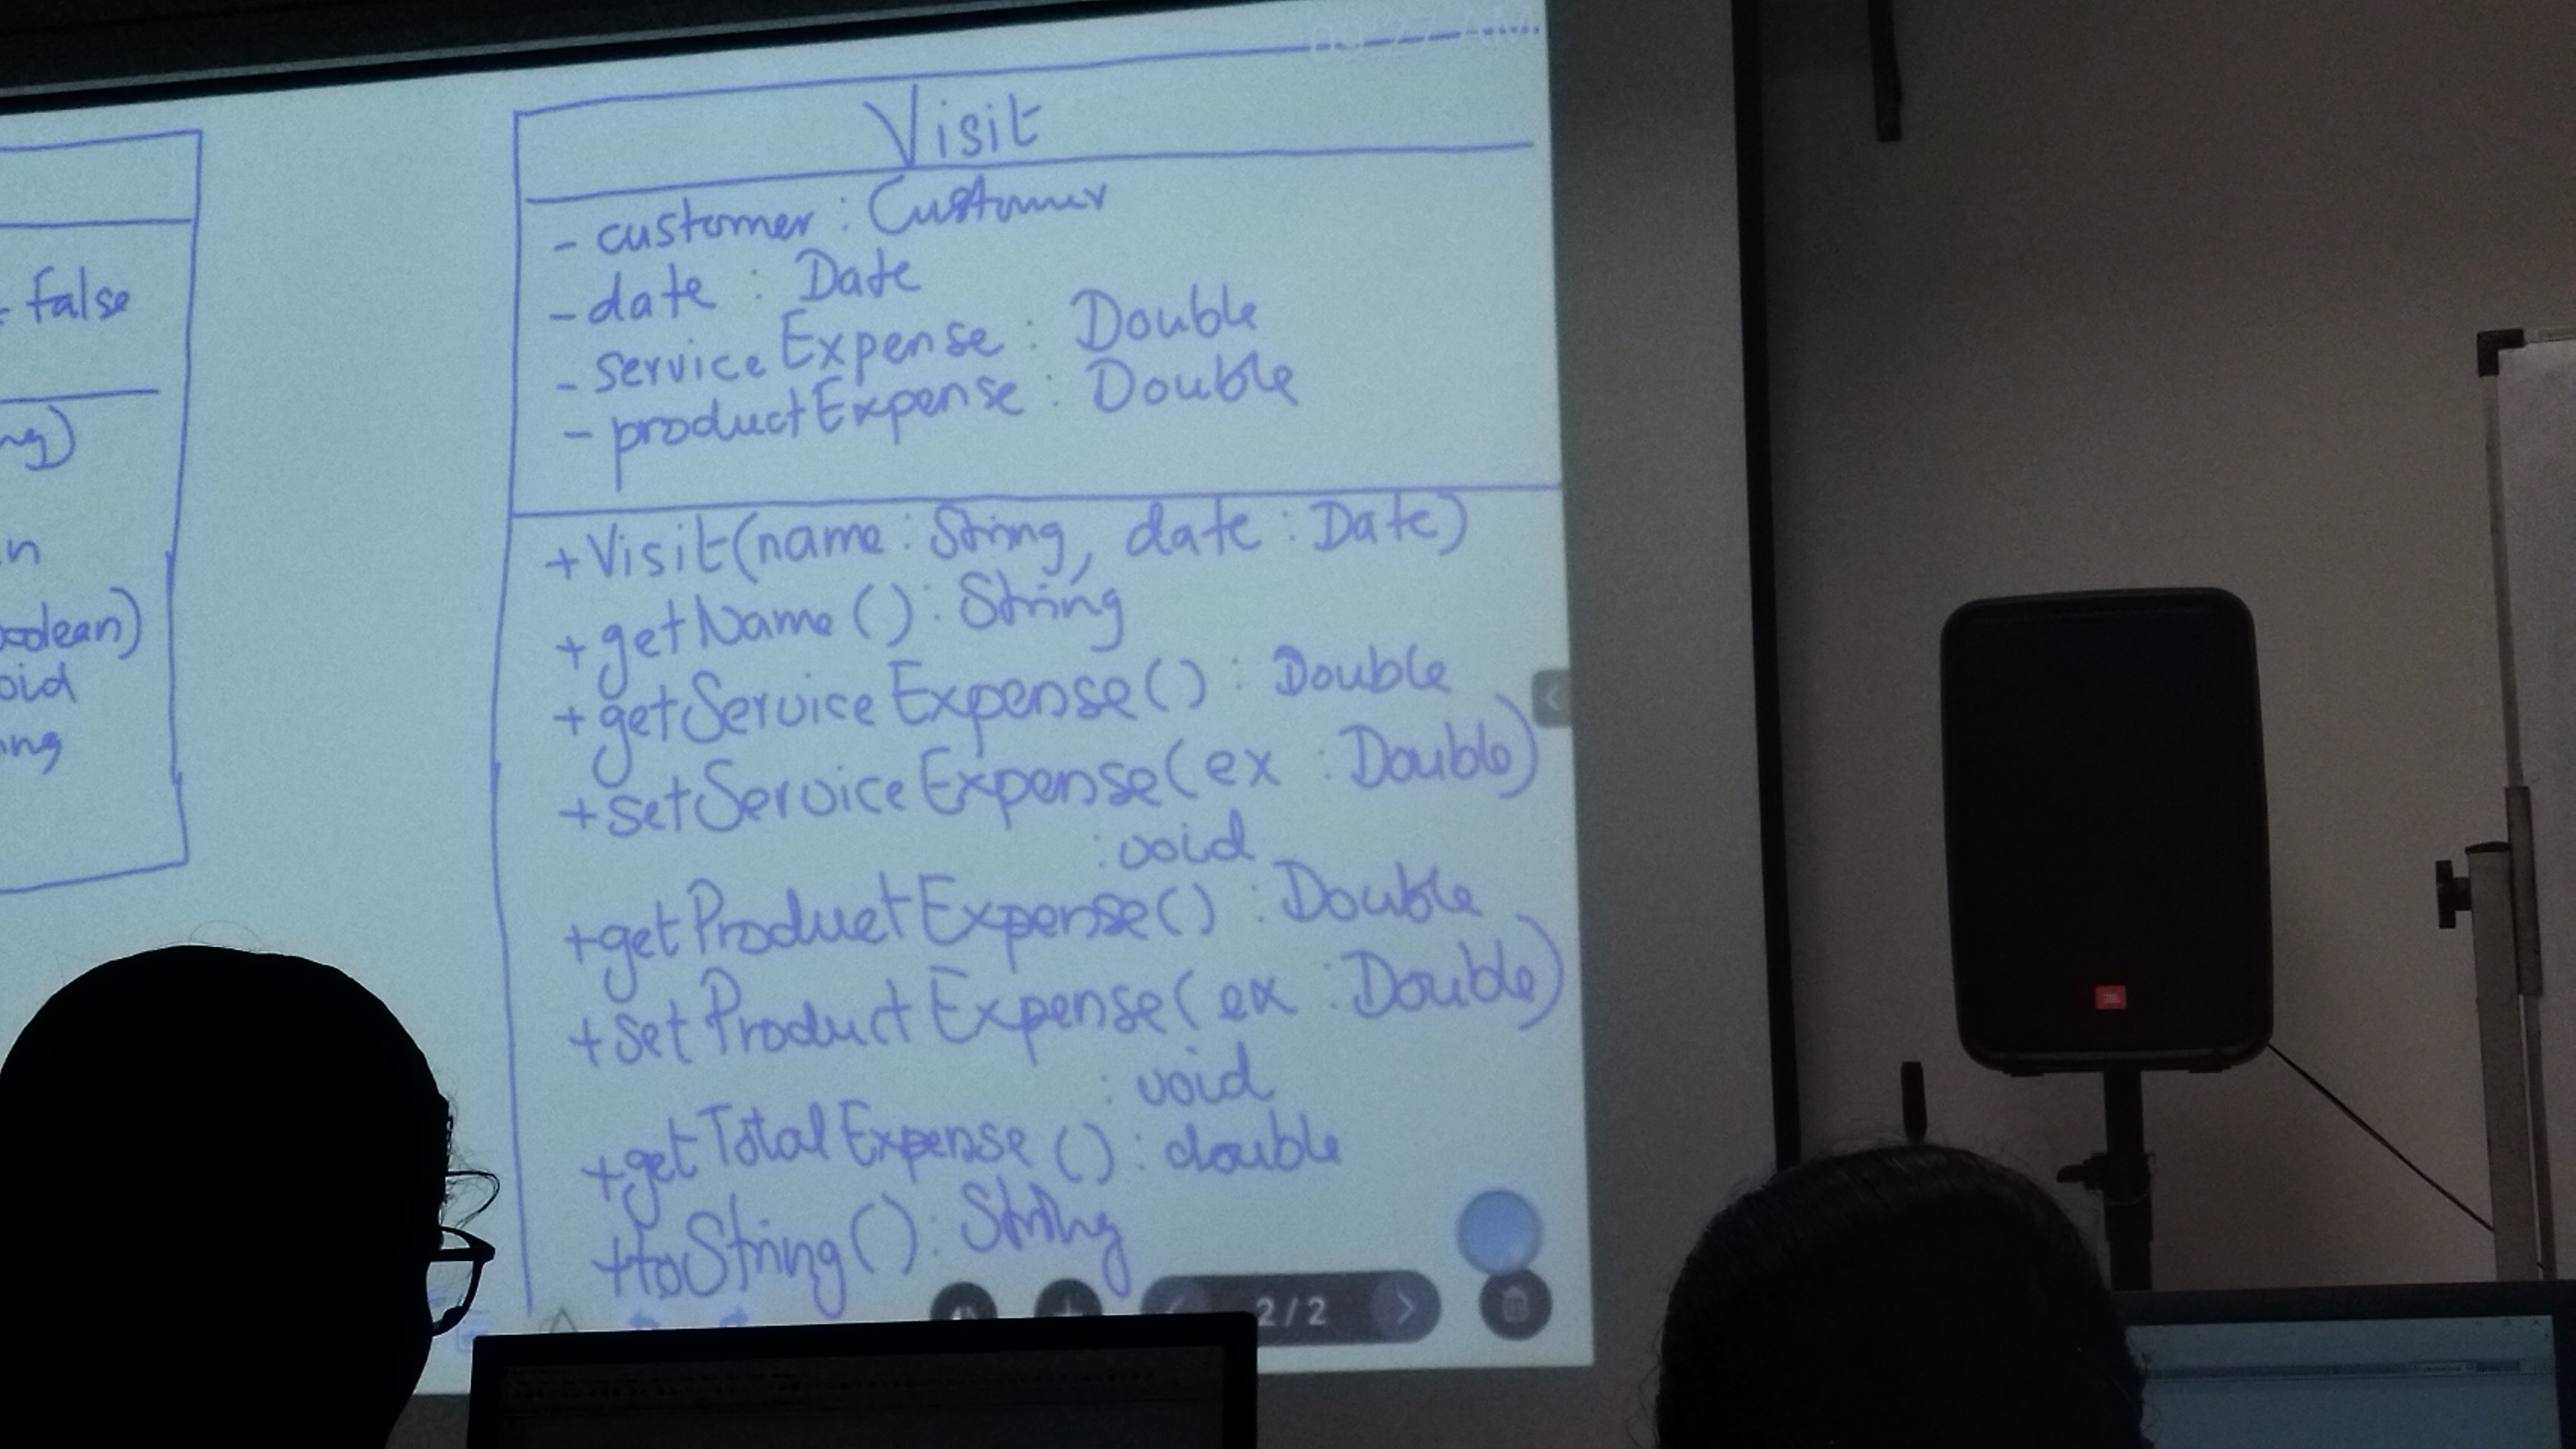 Visit
- customer : Customer
- date : Date
- serviceExpense : Double
- productExpense : Double
+Visit(name : String, date : Date)
+ getName() : String
+ getServiceExpense() : Double
+ setServiceExpense(ex : Double)
: void
+getProductExpense() : Double
+setProductExpense(ex : Double)
: void
+getTotalExpense() : double
+toString() : String
false
ng)
n
oolean)
oid
ng
2/2
JBL